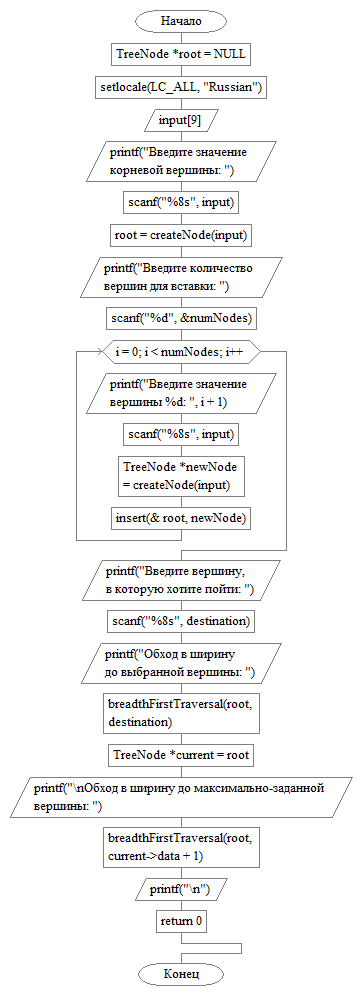 Начало
TreeNode *root = NULL
setlocale(LC_ALL, "Russian")
input[9]
printf("Введите значение
корневой вершины: ")
scanf("%8s", input)
root = createNode(input)
printf("Введите количество
вершин для вставки: ")
scanf("%d", &numNodes)
i = 0; i < numNodes; i++
printf("Введите значение
вершины %d: ", i + 1)
scanf("%8s", input)
TreeNode *newNode
= createNode(input)
insert(& root, newNode)
printf("Введите вершину,
в которую хотите пойти: ")
scanf("%8s", destination)
printf("Обход в ширину
до выбранной вершины: ")
breadthFirstTraversal(root,
destination)
TreeNode *current = root
printf("\nОбход в ширину до максимально-заданной
вершины: ")
breadthFirstTraversal(root,
current->data + 1)
printf("\n")
return 0
Конец